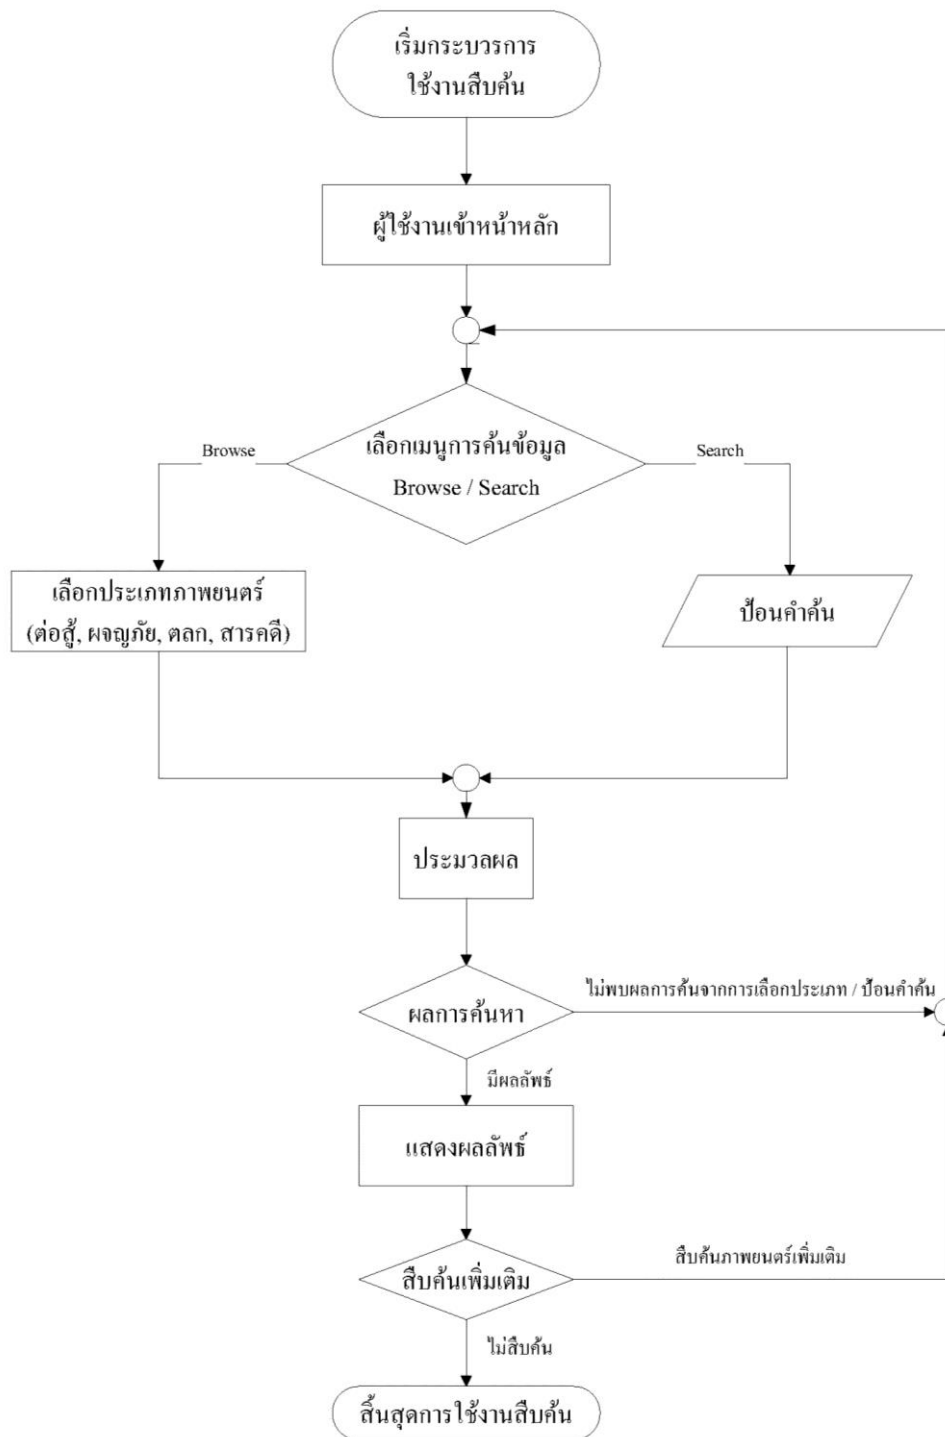 เริ่มกระบวรการ
ใช้งานสืบค้น
ผู้ใช้งานเข้าหน้าหลัก
เลือกเมนูการค้นข้อมูล
Browse / Search
Browse
Search
เลือกประเภทภาพยนตร์
(ต่อสู้, ผจญภัย, ตลก, สารคดี)
ป้อนคำค้น
ประมวลผล
ผลการค้นหา
ไม่พบผลการค้นจากการเลือกประเภท / ป้อนคำค้น
มีผลลัพธ์
แสดงผลลัพธ์
สืบค้นเพิ่มเติม
สืบค้นภาพยนตร์เพิ่มเติม
ไม่สืบค้น
สิ้นสุดการใช้งานสืบค้น